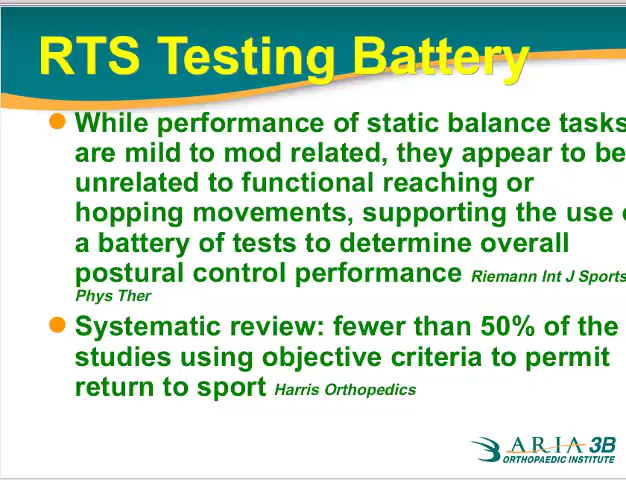 RTS Testing Battery
While performance of static balance tasks
are mild to mod related, they appear to be
unrelated to functional reaching or
hopping movements, supporting the use
a battery of tests to determine overall
postural control performance Riemann Int J Sports
Phys Ther
Systematic review: fewer than 50% of the
studies using objective criteria to permit
return to sport Harris Orthopedics
ARIA 3B
ORTHOPAEDIC INSTITUTE